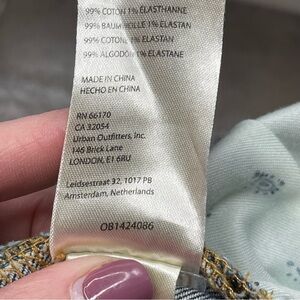 99% COTON 1% ÉLASTHANNE
99% BAUMWOLLE 1% ELASTAN
99% COTONE 1% ELASTAN
99% ALGODÓN 1% ELASTANE
MADE IN CHINA
HECHO EN CHINA
RN 66170
CA 32054
Urban Outfitters, Inc.
146 Brick Lane
LONDON, E1 6RU
Leidsestraat 32, 1017 PB
Amsterdam, Netherlands
OB1424086